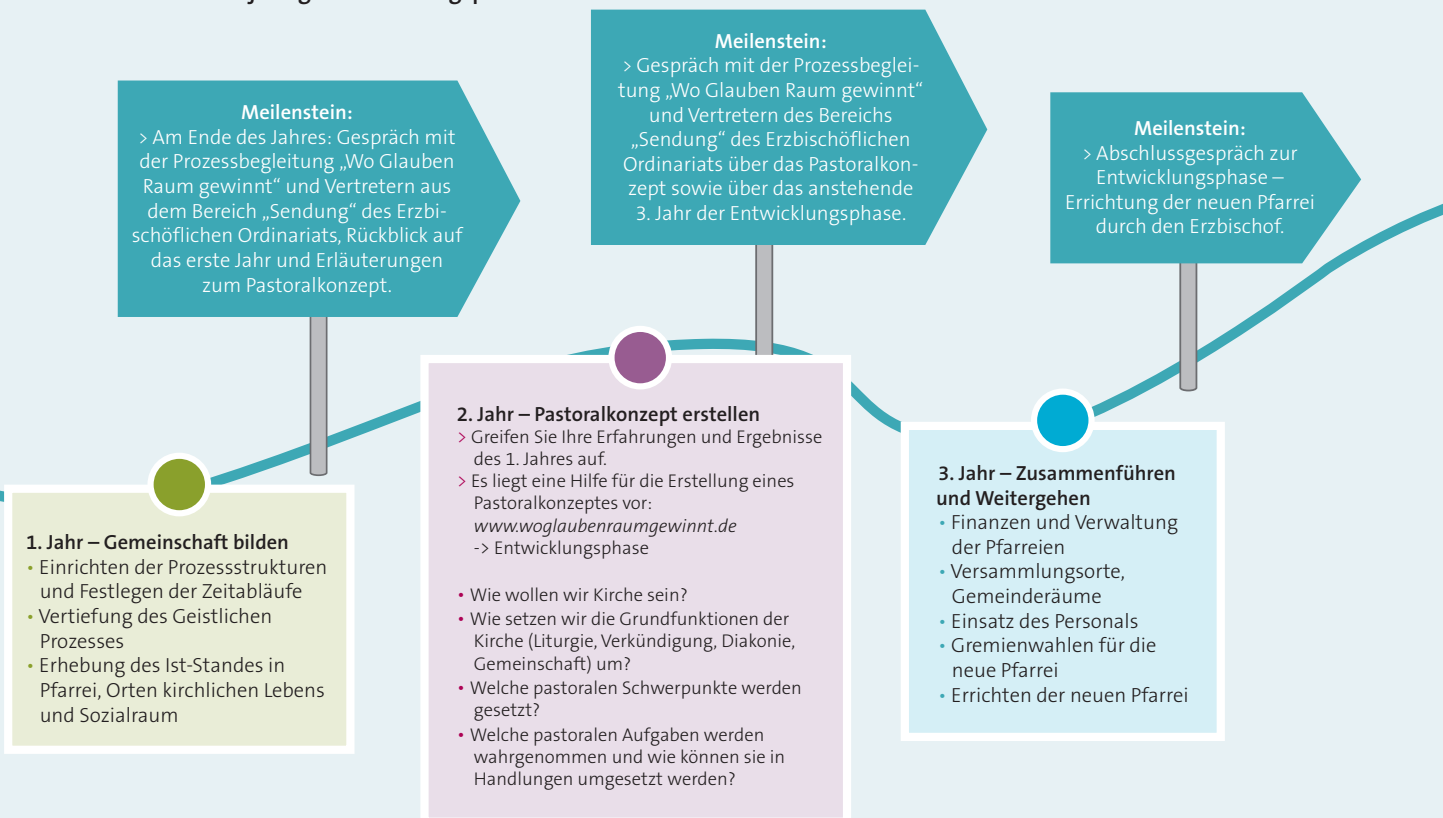 Meilenstein:
> Am Ende des Jahres: Gespräch mit
der Prozessbegleitung „Wo Glauben
Raum gewinnt“ und Vertretern aus
dem Bereich „Sendung“ des Erzbi-
schöflichen Ordinariats, Rückblick auf
das erste Jahr und Erläuterungen
zum Pastoralkonzept.
Meilenstein:
> Gespräch mit der Prozessbeglei-
tung „Wo Glauben Raum gewinnt“
und Vertretern des Bereichs
„Sendung“ des Erzbischöflichen
Ordinariats über das Pastoralkon-
zept sowie über das anstehende
3. Jahr der Entwicklungsphase.
Meilenstein:
> Abschlussgespräch zur
Entwicklungsphase –
Errichtung der neuen Pfarrei
durch den Erzbischof.
1. Jahr – Gemeinschaft bilden
• Einrichten der Prozessstrukturen
und Festlegen der Zeitabläufe
• Vertiefung des Geistlichen
Prozesses
• Erhebung des Ist-Standes in
Pfarrei, Orten kirchlichen Lebens
und Sozialraum
2. Jahr – Pastoralkonzept erstellen
> Greifen Sie Ihre Erfahrungen und Ergebnisse
des 1. Jahres auf.
> Es liegt eine Hilfe für die Erstellung eines
Pastoralkonzeptes vor:
www.woglaubenraumgewinnt.de
-> Entwicklungsphase
• Wie wollen wir Kirche sein?
• Wie setzen wir die Grundfunktionen der
Kirche (Liturgie, Verkündigung, Diakonie,
Gemeinschaft) um?
• Welche pastoralen Schwerpunkte werden
gesetzt?
• Welche pastoralen Aufgaben werden
wahrgenommen und wie können sie in
Handlungen umgesetzt werden?
3. Jahr – Zusammenführen
und Weitergehen
• Finanzen und Verwaltung
der Pfarreien
• Versammlungsorte,
Gemeinderäume
• Einsatz des Personals
• Gremienwahlen für die
neue Pfarrei
• Errichten der neuen Pfarrei